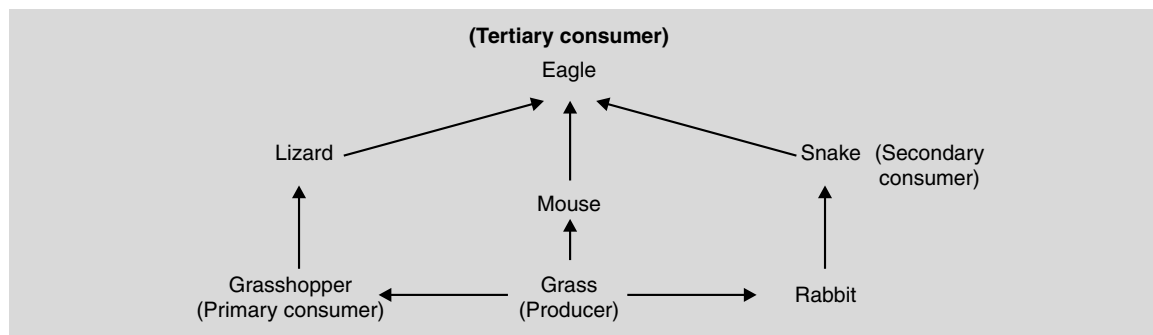 (Tertiary consumer)
Eagle
Lizard
Snake (Secondary
consumer)
Mouse
Grasshopper
(Primary consumer)
Grass
(Producer)
Rabbit